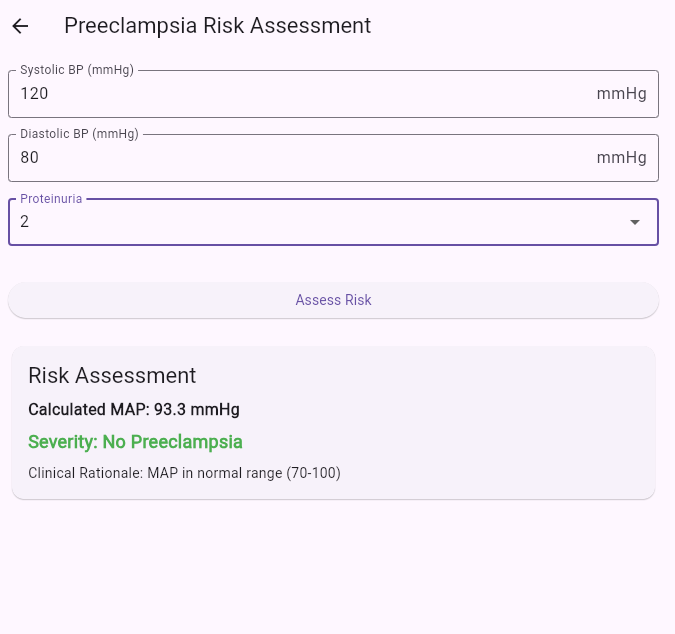 Preeclampsia Risk Assessment
Systolic BP (mmHg)
120 mmHg
Diastolic BP (mmHg)
80 mmHg
Proteinuria
2
Assess Risk
Risk Assessment
Calculated MAP: 93.3 mmHg
Severity: No Preeclampsia
Clinical Rationale: MAP in normal range (70-100)